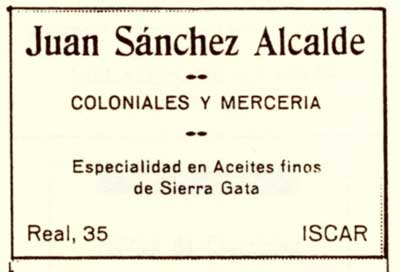 Juan Sánchez Alcalde
COLONIALES Y MERCERIA
Especialidad en Aceites finos
de Sierra Gata
Real, 35 ISCAR